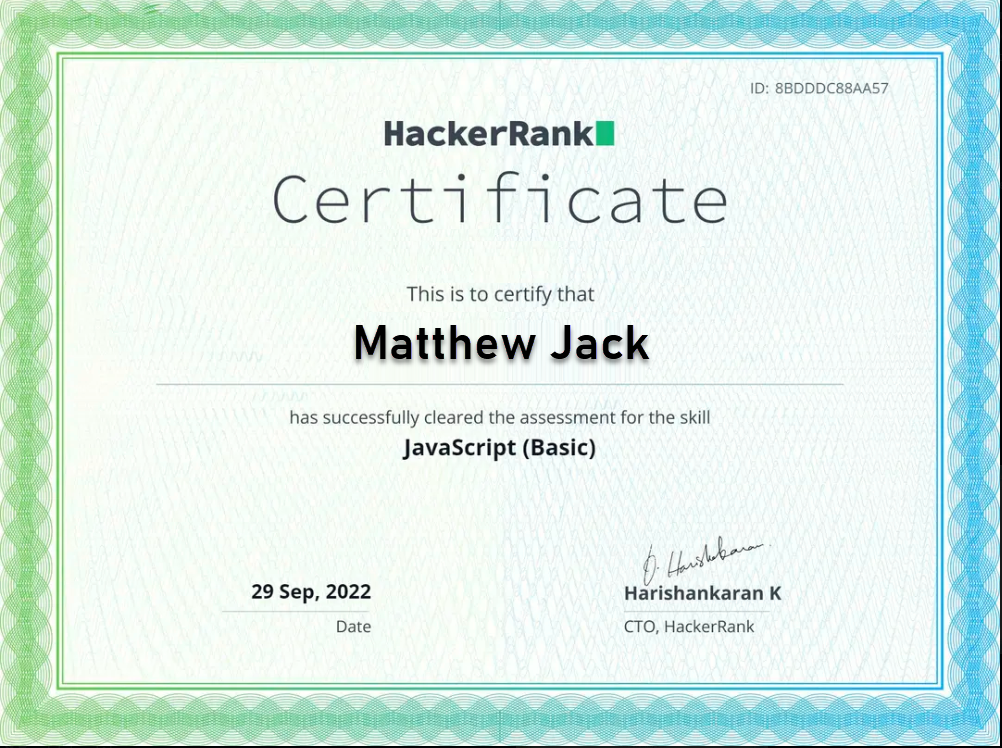 ID: 8BDDDC88AA57
HackerRank
Certificate
This is to certify that
Matthew Jack
has successfully cleared the assessment for the skill
JavaScript (Basic)
29 Sep, 2022
Date
O. Harishankaran
Harishankaran K
CTO, HackerRank